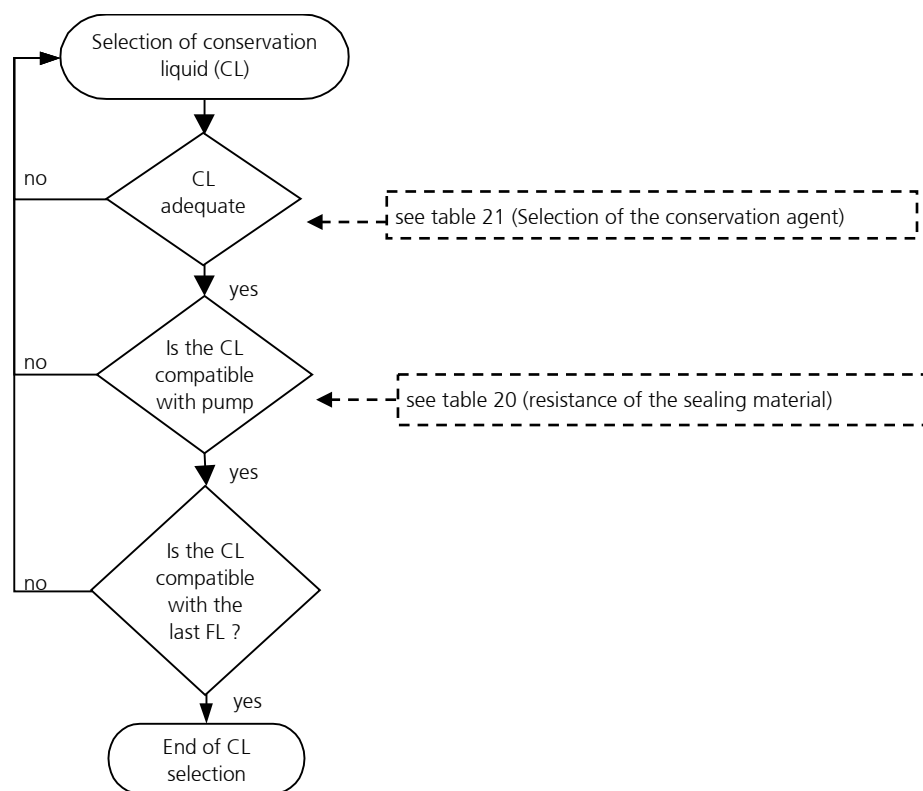 Selection of conservation
liquid (CL)
no
CL
adequate
see table 21 (Selection of the conservation agent)
yes
no
Is the CL
compatible
with pump
see table 20 (resistance of the sealing material)
yes
no
Is the CL
compatible
with the
last FL ?
yes
End of CL
selection